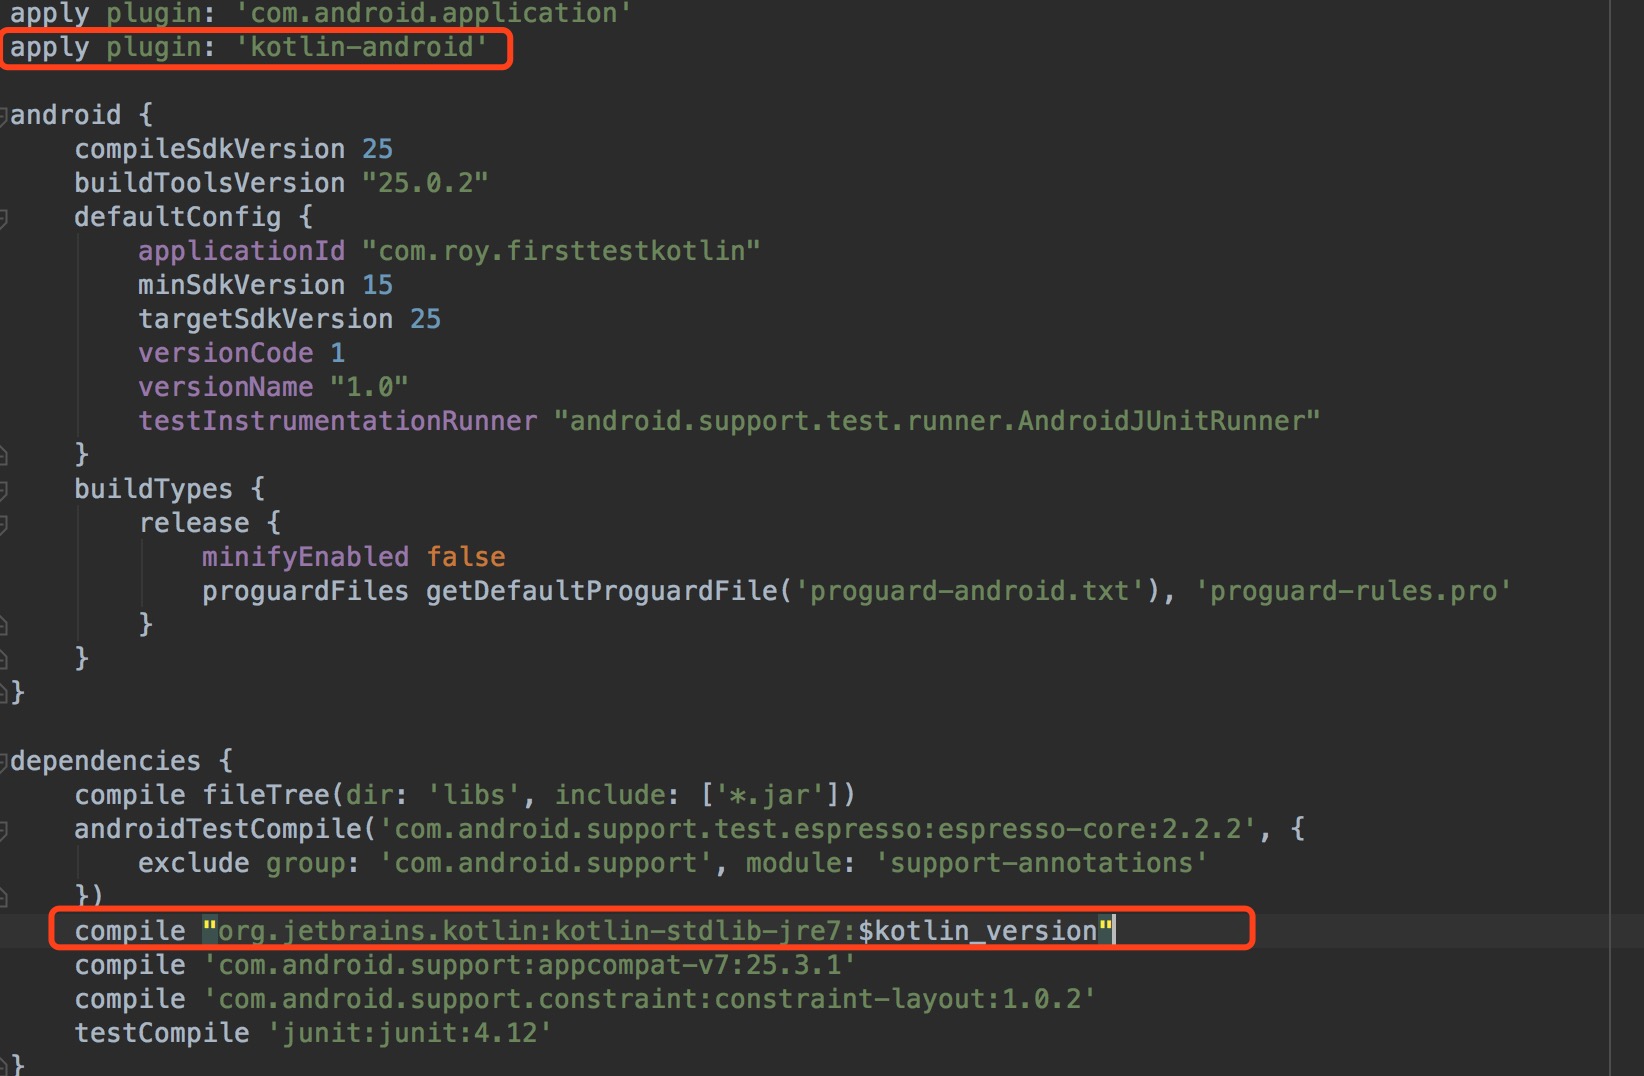 apply plugin: 'com.android.application'
apply plugin: 'kotlin-android'
android {
compileSdkVersion 25
buildToolsVersion "25.0.2"
defaultConfig {
applicationId "com.roy.firsttestkotlin"
minSdkVersion 15
targetSdkVersion 25
versionCode 1
versionName "1.0"
testInstrumentationRunner "android.support.test.runner.AndroidJUnitRunner"
}
buildTypes {
release {
minifyEnabled false
proguardFiles getDefaultProguardFile('proguard-android.txt'), 'proguard-rules.pro'
}
}
}
dependencies {
compile fileTree(dir: 'libs', include: ['*.jar'])
androidTestCompile('com.android.support.test.espresso:espresso-core:2.2.2', {
exclude group: 'com.android.support', module: 'support-annotations'
})
compile "org.jetbrains.kotlin:kotlin-stdlib-jre7:$kotlin_version"
compile 'com.android.support:appcompat-v7:25.3.1'
compile 'com.android.support.constraint:constraint-layout:1.0.2'
testCompile 'junit:junit:4.12'
}